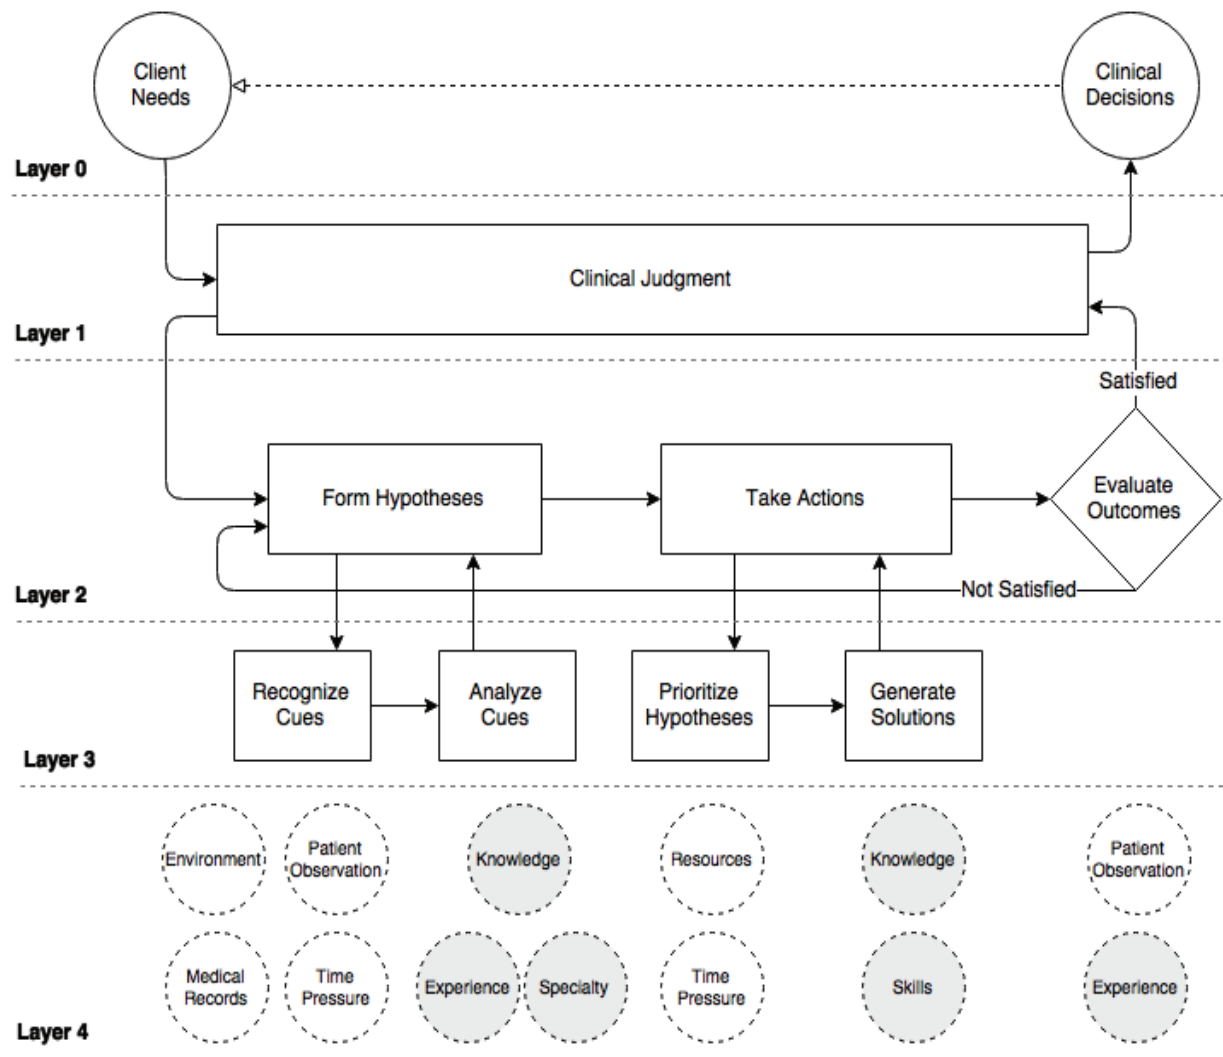 Client
Needs
Clinical
Decisions
Layer 0
Clinical Judgment
Layer 1
Satisfied
Form Hypotheses
Take Actions
Evaluate
Outcomes
Not Satisfied
Layer 2
Recognize
Cues
Analyze
Cues
Prioritize
Hypotheses
Generate
Solutions
Layer 3
Environment
Patient
Observation
Knowledge
Resources
Knowledge
Patient
Observation
Medical
Records
Time
Pressure
Experience
Specialty
Time
Pressure
Skills
Experience
Layer 4